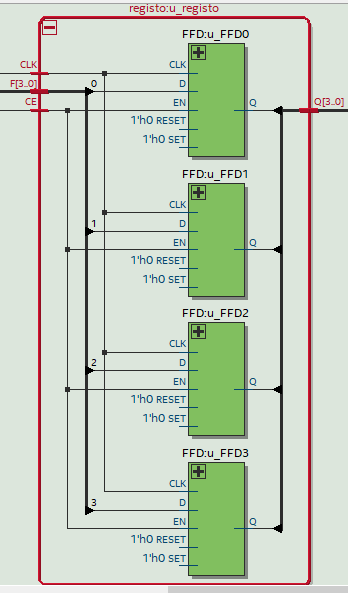 registo:u_registo
FFD:u_FFD0
CLK
CLK
F[3..0]
0
D
CE
EN
Q
Q[3..0]
1'h0 RESET
1'h0 SET
FFD:u_FFD1
CLK
1
D
EN
Q
1'h0 RESET
1'h0 SET
FFD:u_FFD2
CLK
2
D
EN
Q
1'h0 RESET
1'h0 SET
FFD:u_FFD3
CLK
3
D
EN
Q
1'h0 RESET
1'h0 SET